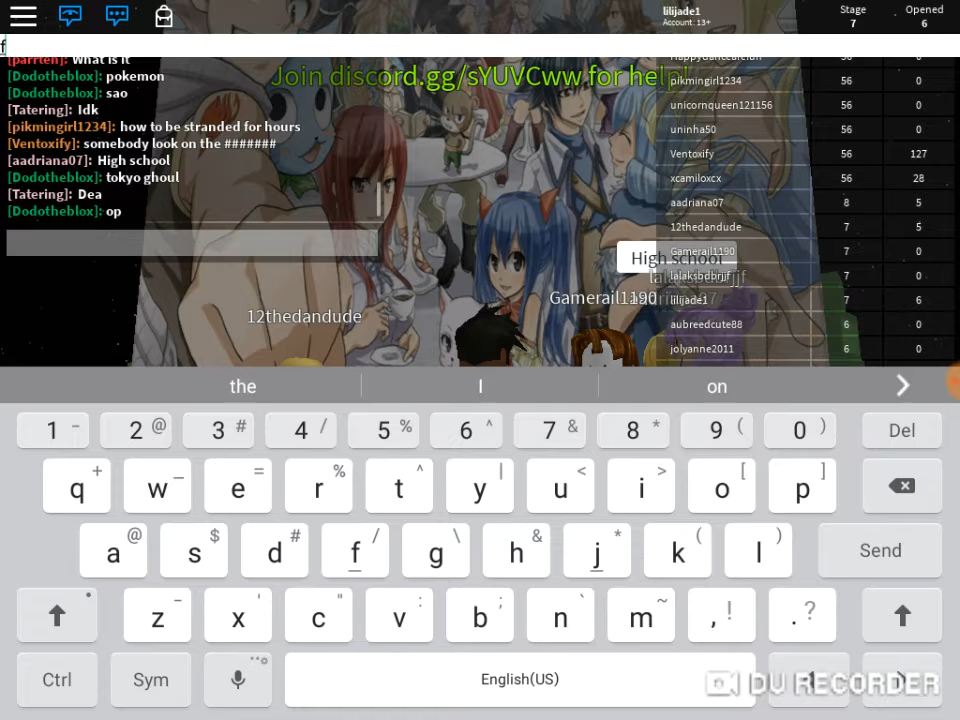 lilijade1
Account: 13+
Stage
7
Opened
6
f
[parrten]: What is it
Join discord.gg/sYUVCww for help!
[Dodotheblox]: pokemon
[Dodotheblox]: sao
[Tatering]: Idk
[pikmingirl1234]: how to be stranded for hours
[Ventoxify]: somebody look on the #######
[aadriana07]: High school
[Dodotheblox]: tokyo ghoul
[Tatering]: Dea
[Dodotheblox]: op
56 0
pikmingirl1234 56 0
unicornqueen121156 56 0
uninha50 56 0
Ventoxify 56 127
xcamiloxcx 56 28
aadriana07 8 5
12thedandude 7 5
Gamerail1190 7 0
lalaksbdbrjjf 7 0
lilijade1 7 6
aubreedcute88 6 0
jolyanne2011 6 0
High school
lalaksbdbrjjf
Gamerail1190
12thedandude
the I on
1 - 2 @ 3 # 4 / 5 % 6 ^ 7 & 8 * 9 ( 0 ) Del
q + w _ e = r % t ^ y | u < i > o [ p ]
a @ s $ d # f / g \ h & j * k ( l ) Send
z - x ' c " v : b ; n ` m ~ , ! . ?
Ctrl Sym English(US)
DU RECORDER